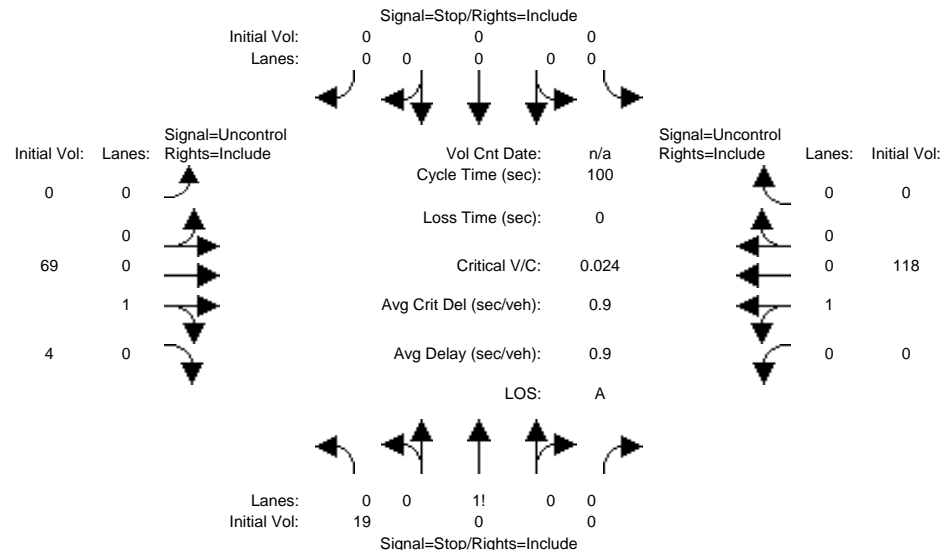 Signal=Stop/Rights=Include
Initial Vol: 0 0 0
Lanes: 0 0 0 0 0
Signal=Uncontrol Signal=Uncontrol
Initial Vol: Lanes: Rights=Include Vol Cnt Date: n/a Rights=Include Lanes: Initial Vol:
Cycle Time (sec): 100
0 0 0 0
Loss Time (sec): 0
0 0
69 0 Critical V/C: 0.024 0 118
1 Avg Crit Del (sec/veh): 0.9 1
4 0 Avg Delay (sec/veh): 0.9 0 0
LOS: A
Lanes: 0 0 1! 0 0
Initial Vol: 19 0 0
Signal=Stop/Rights=Include